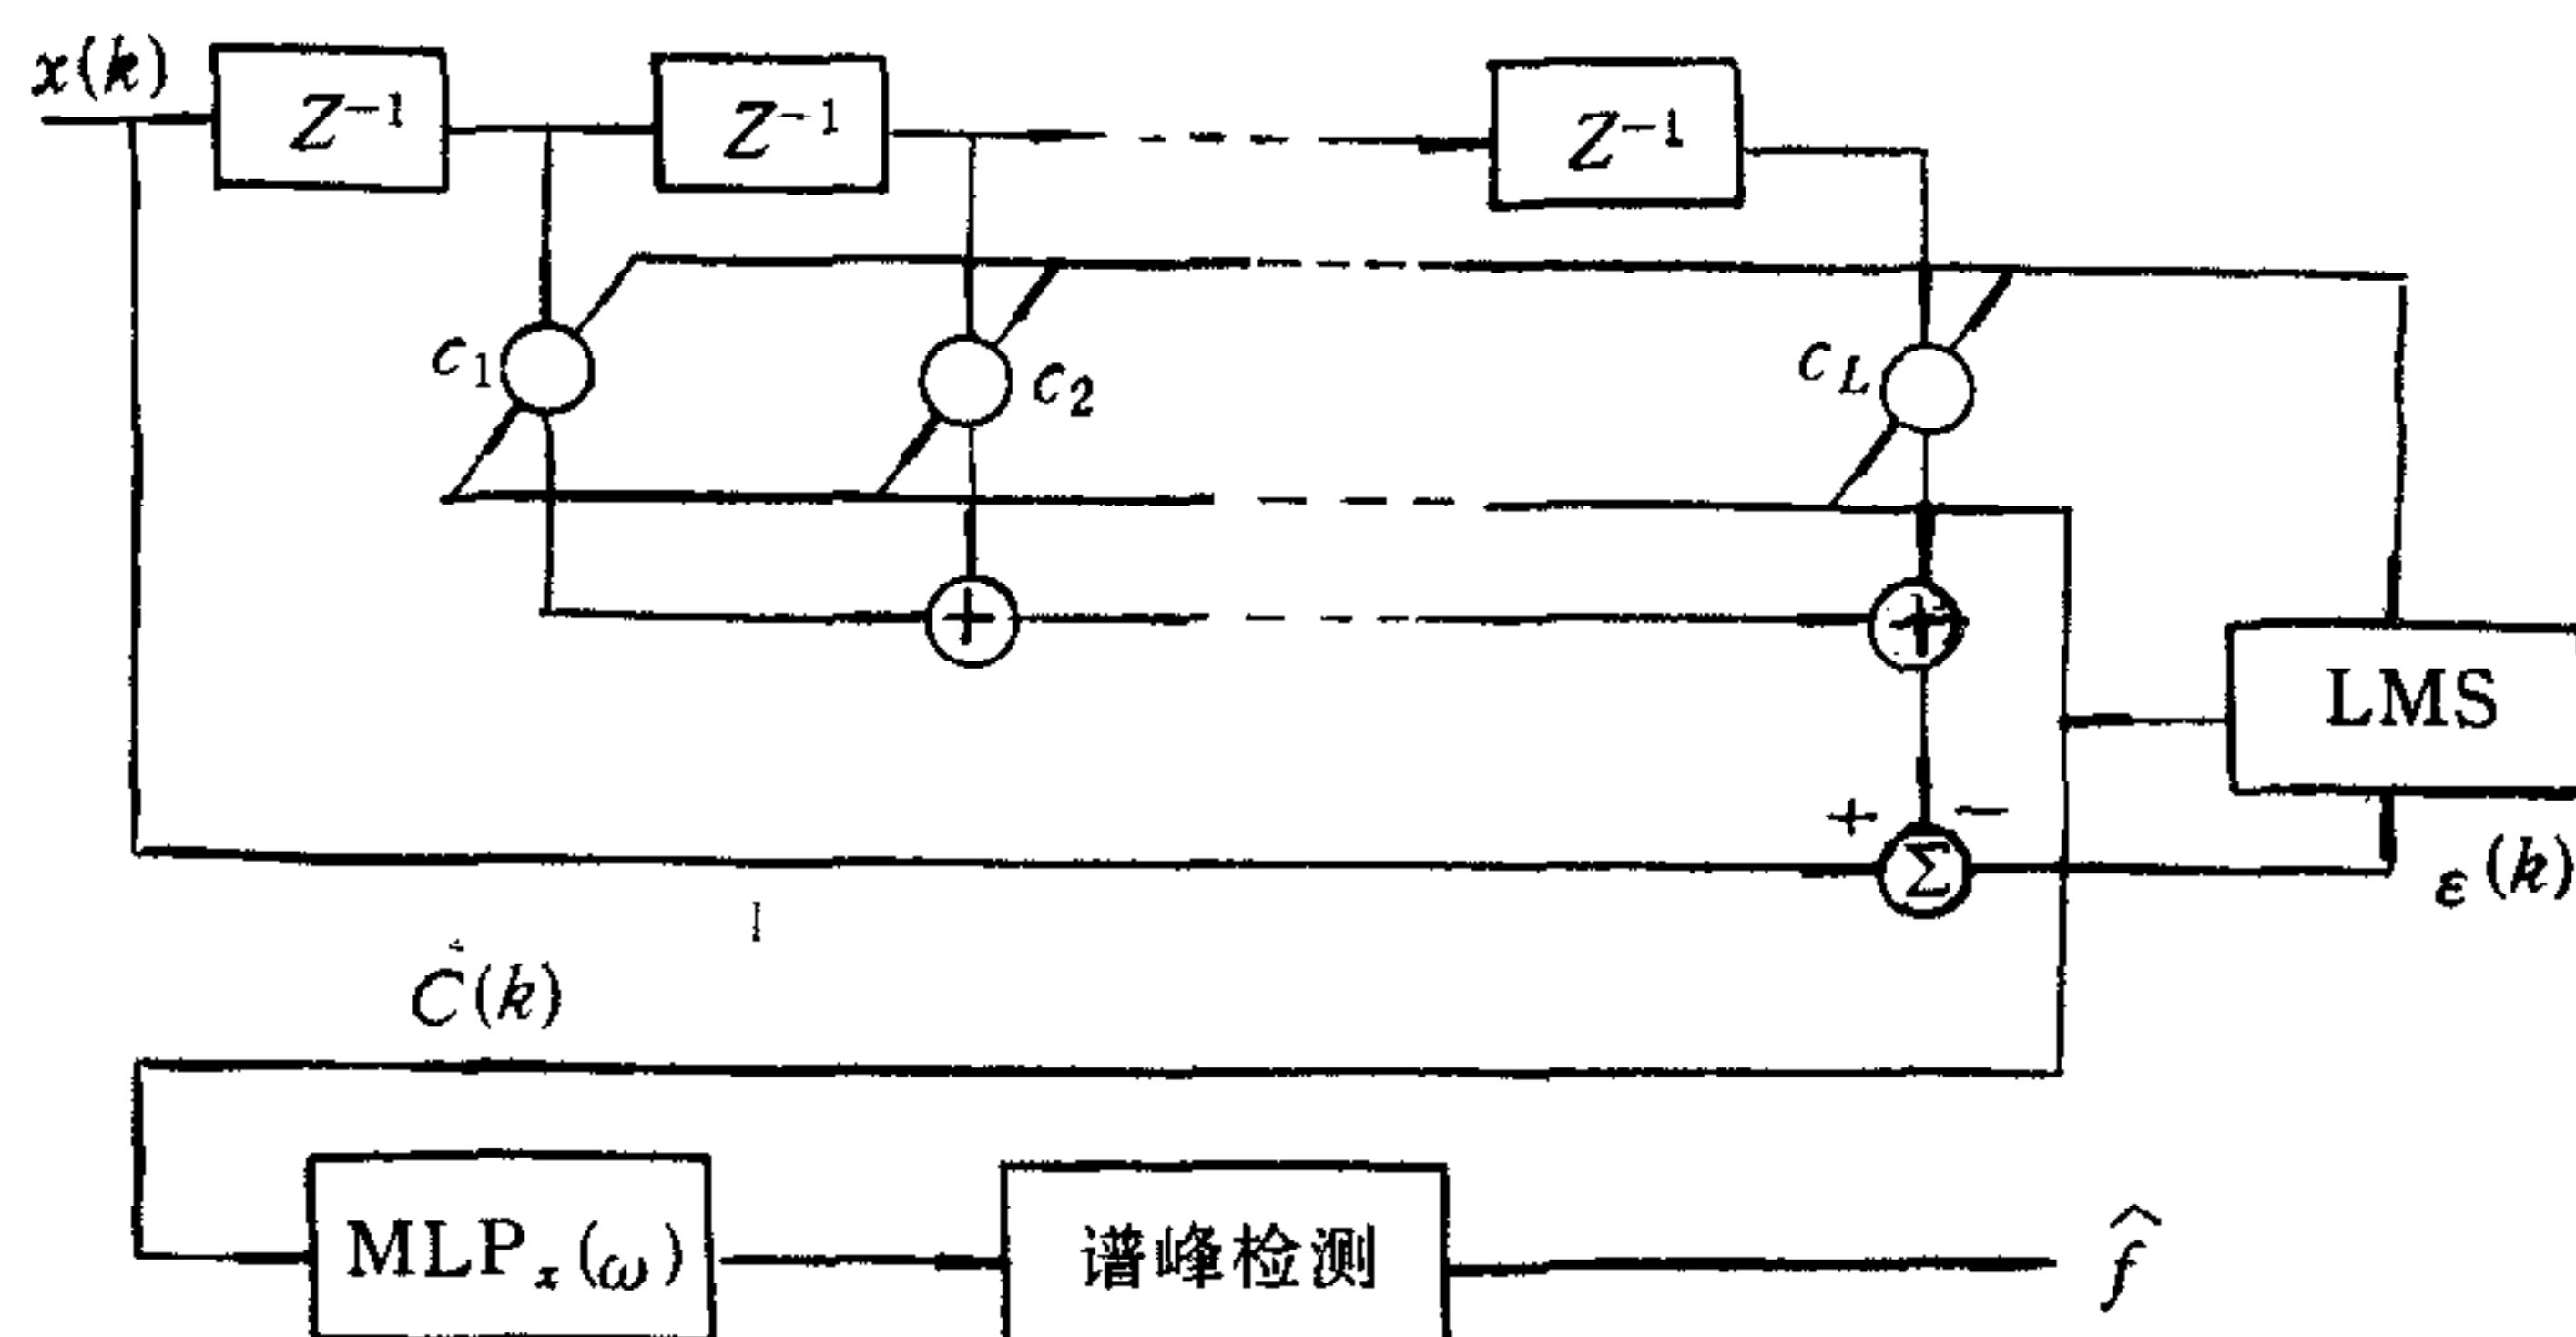 x(k)
Z⁻¹ Z⁻¹ Z⁻¹
c₁ c₂ c_L
+ +
LMS
+ −
Σ
ε(k)
Ĉ(k)
MLPₓ(ω) 谱峰检测 f̂